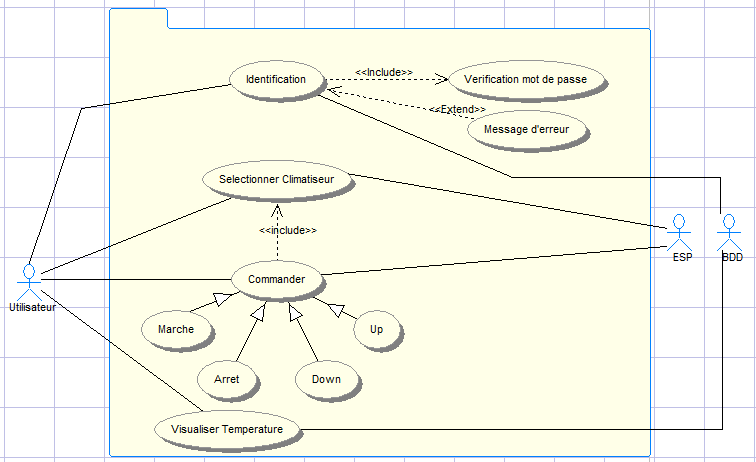 Identification
<<Include>>
Verification mot de passe
<<Extend>>
Message d'erreur
Selectionner Climatiseur
<<include>>
Commander
Utilisateur
ESP
BDD
Marche
Up
Arret
Down
Visualiser Temperature